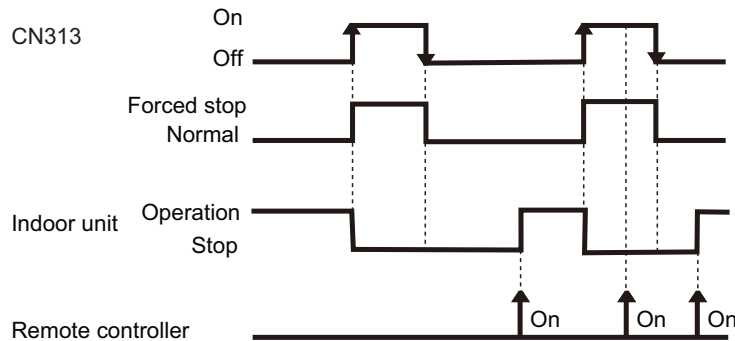 On
CN313
Off
Forced stop
Normal
Operation
Indoor unit
Stop
On On On
Remote controller